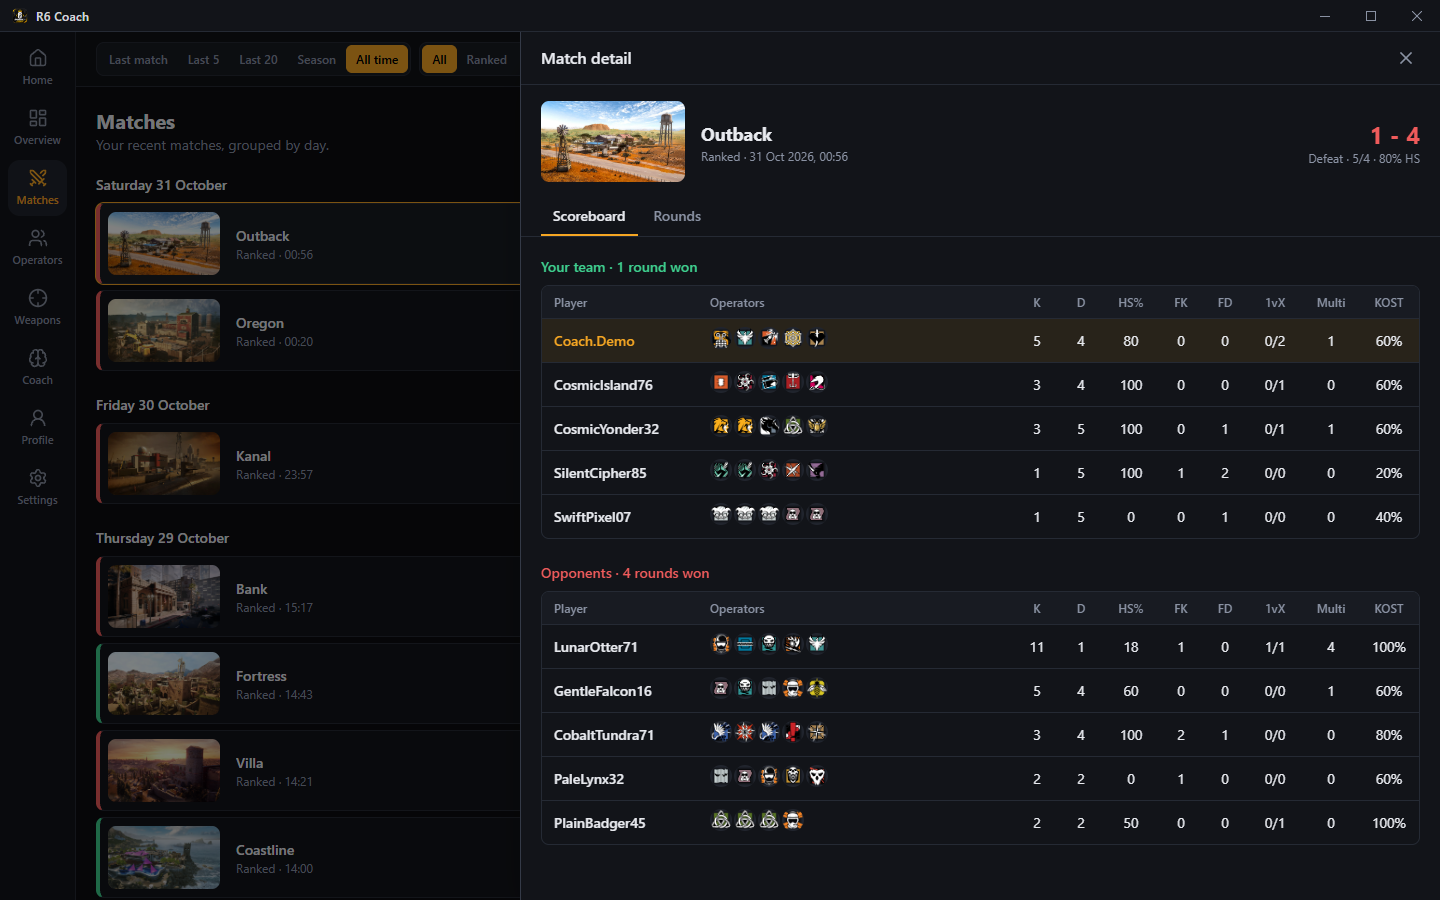 R6 Coach
Home
Overview
Matches
Operators
Weapons
Coach
Profile
Settings
Last match Last 5 Last 20 Season All time All Ranked
Matches
Your recent matches, grouped by day.
Saturday 31 October
Outback
Ranked · 00:56
Oregon
Ranked · 00:20
Friday 30 October
Kanal
Ranked · 23:57
Thursday 29 October
Bank
Ranked · 15:17
Fortress
Ranked · 14:43
Villa
Ranked · 14:21
Coastline
Ranked · 14:00
Match detail
Outback
Ranked · 31 Oct 2026, 00:56
1 - 4
Defeat · 5/4 · 80% HS
Scoreboard Rounds
Your team · 1 round won
Player Operators K D HS% FK FD 1vX Multi KOST
Coach.Demo 5 4 80 0 0 0/2 1 60%
CosmicIsland76 3 4 100 0 0 0/1 0 60%
CosmicYonder32 3 5 100 0 1 0/1 1 60%
SilentCipher85 1 5 100 1 2 0/0 0 20%
SwiftPixel07 1 5 0 0 1 0/0 0 40%
Opponents · 4 rounds won
Player Operators K D HS% FK FD 1vX Multi KOST
LunarOtter71 11 1 18 1 0 1/1 4 100%
GentleFalcon16 5 4 60 0 0 0/0 1 60%
CobaltTundra71 3 4 100 2 1 0/0 0 80%
PaleLynx32 2 2 0 1 0 0/0 0 60%
PlainBadger45 2 2 50 0 0 0/1 0 100%